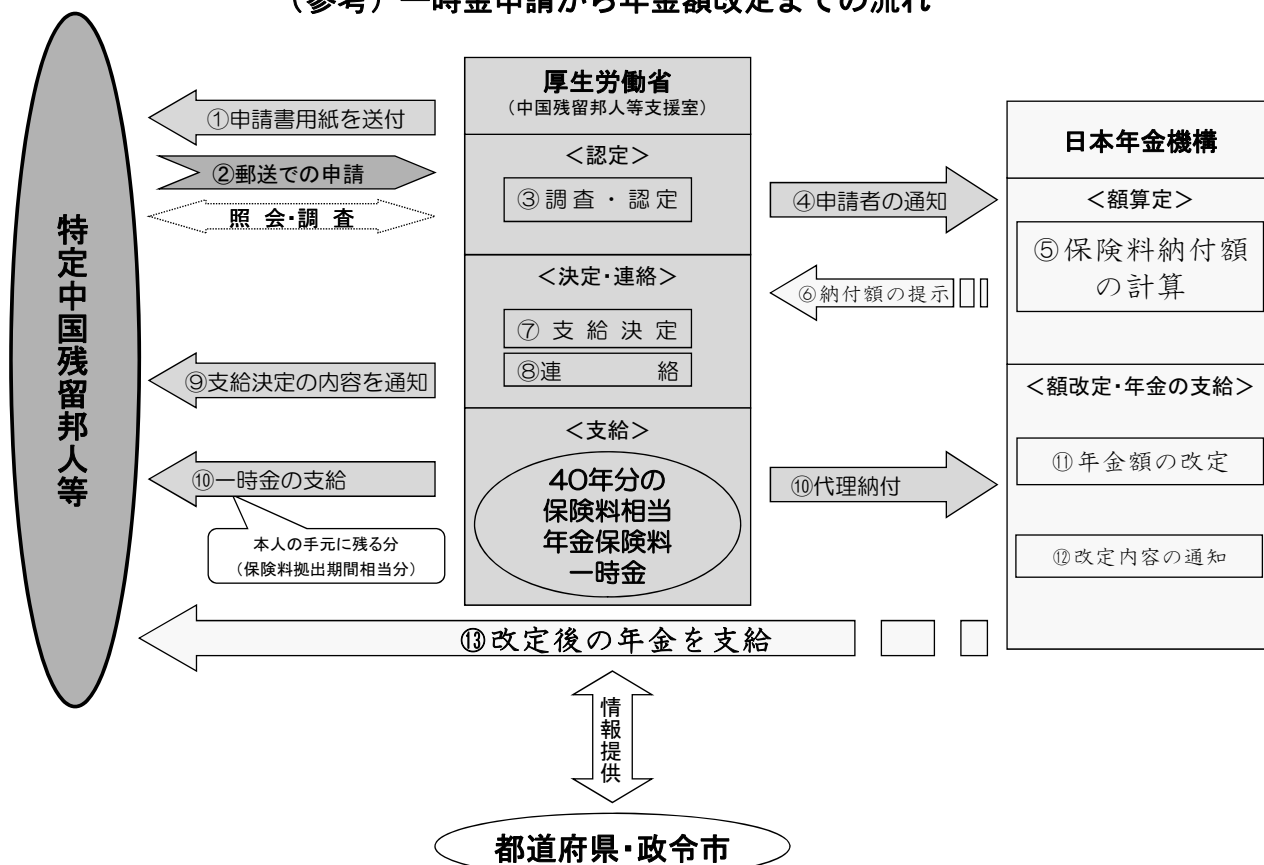 （参考）一時金申請から年金額改定までの流れ
特定中国残留邦人等
①申請書用紙を送付
②郵送での申請
照会・調査
厚生労働省
（中国残留邦人等支援室）
＜認定＞
③調査・認定
④申請者の通知
日本年金機構
＜額算定＞
⑤保険料納付額
の計算
⑥納付額の提示
＜決定・連絡＞
⑦支給決定
⑧連絡
⑨支給決定の内容を通知
＜支給＞
40年分の
保険料相当
年金保険料
一時金
⑩一時金の支給
本人の手元に残る分
（保険料拠出期間相当分）
⑩代理納付
＜額改定・年金の支給＞
⑪年金額の改定
⑫改定内容の通知
⑬改定後の年金を支給
情報提供
都道府県・政令市